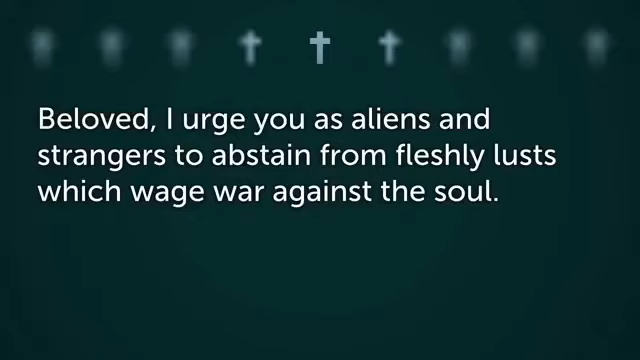 Beloved, I urge you as aliens and
strangers to abstain from fleshly lusts
which wage war against the soul.